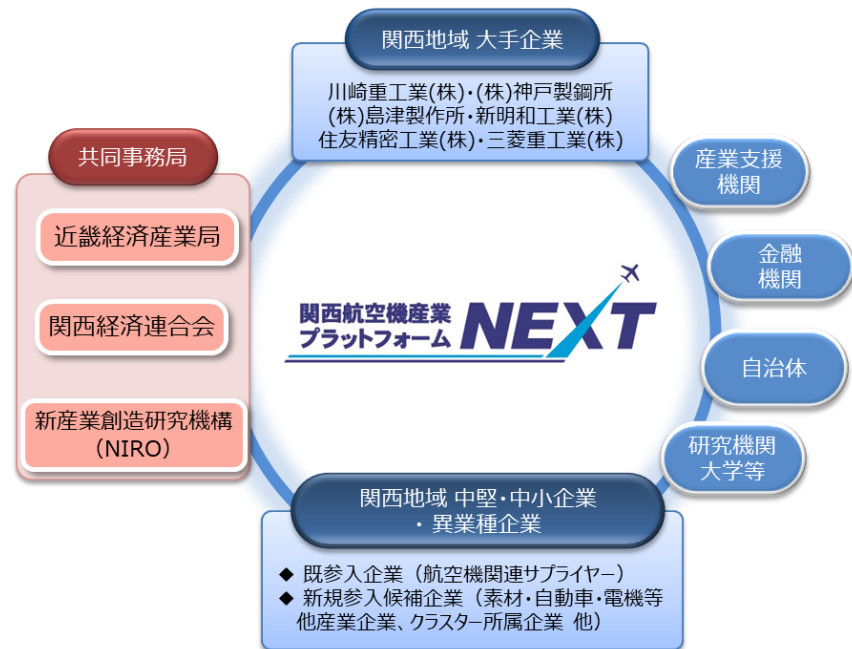 関西地域 大手企業
川崎重工業(株)・(株)神戸製鋼所
(株)島津製作所・新明和工業(株)
住友精密工業(株)・三菱重工業(株)
共同事務局
近畿経済産業局
関西経済連合会
新産業創造研究機構
（NIRO）
関西航空機産業
プラットフォーム NEXT
産業支援
機関
金融
機関
自治体
研究機関
大学等
関西地域 中堅・中小企業
・異業種企業
◆ 既参入企業（航空機関連サプライヤー）
◆ 新規参入候補企業（素材・自動車・電機等
他産業企業、クラスター所属企業 他）